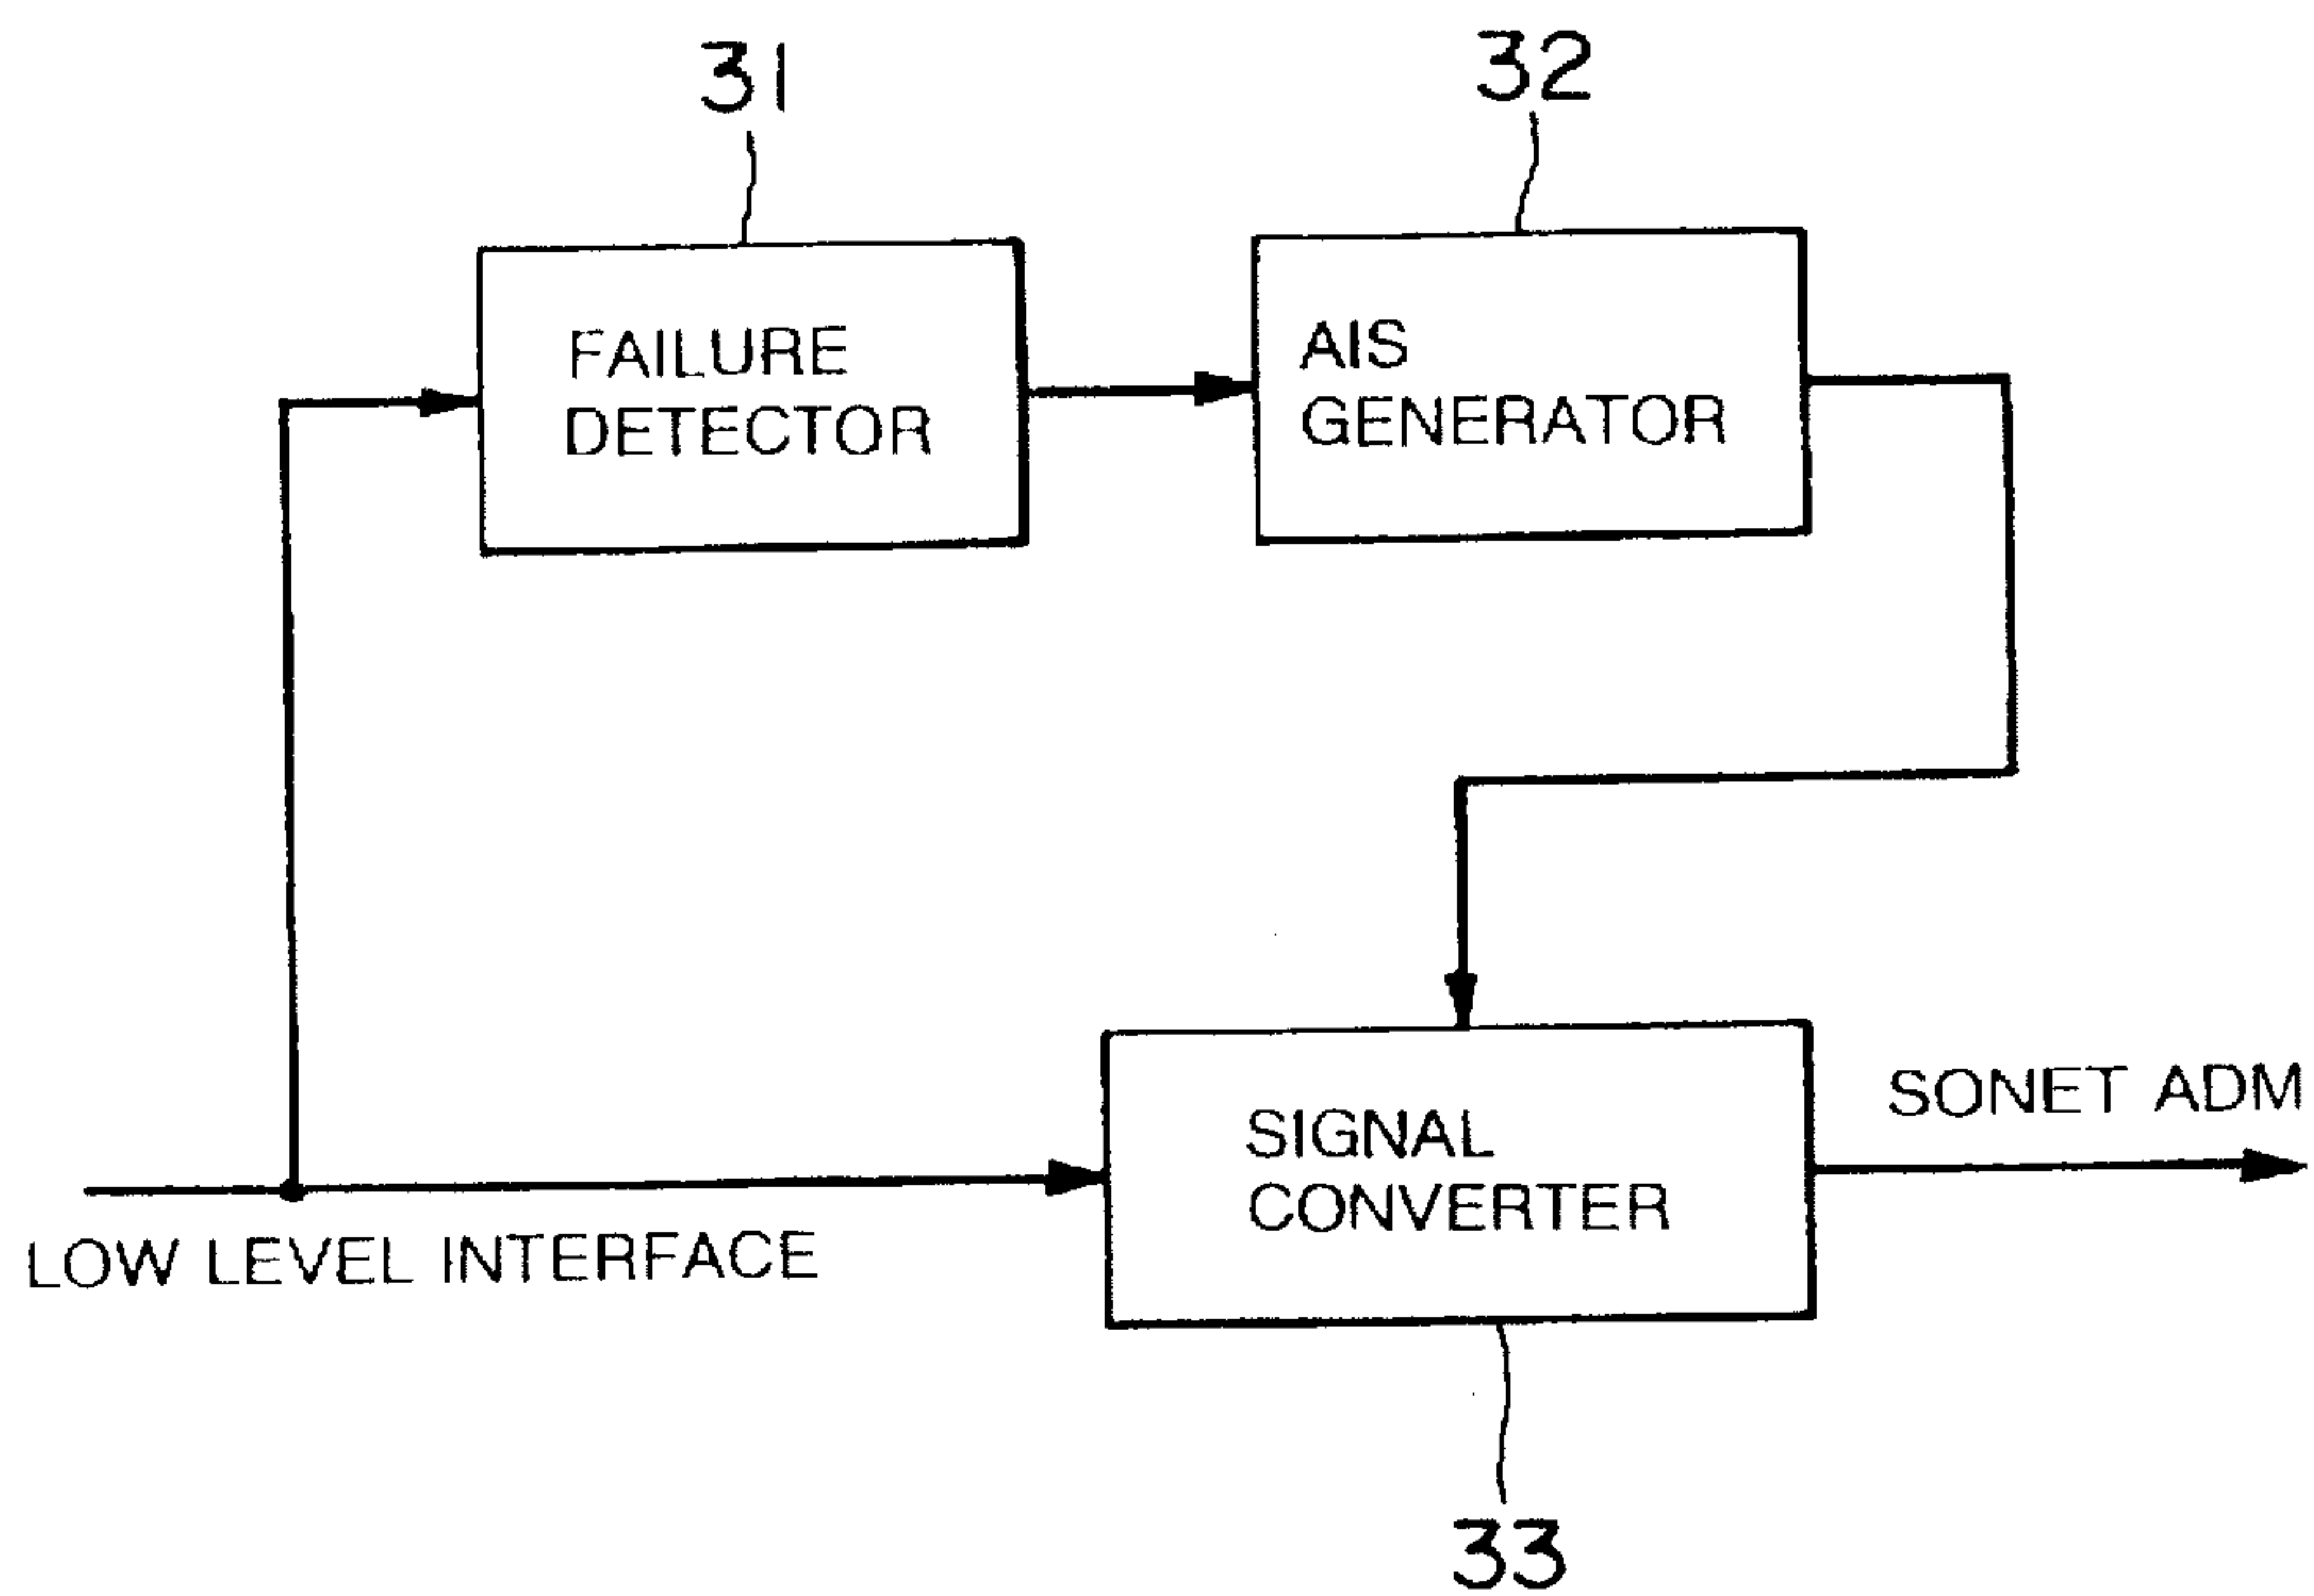 31
32
FAILURE
DETECTOR
AIS
GENERATOR
SONET ADM
SIGNAL
CONVERTER
LOW LEVEL INTERFACE
33